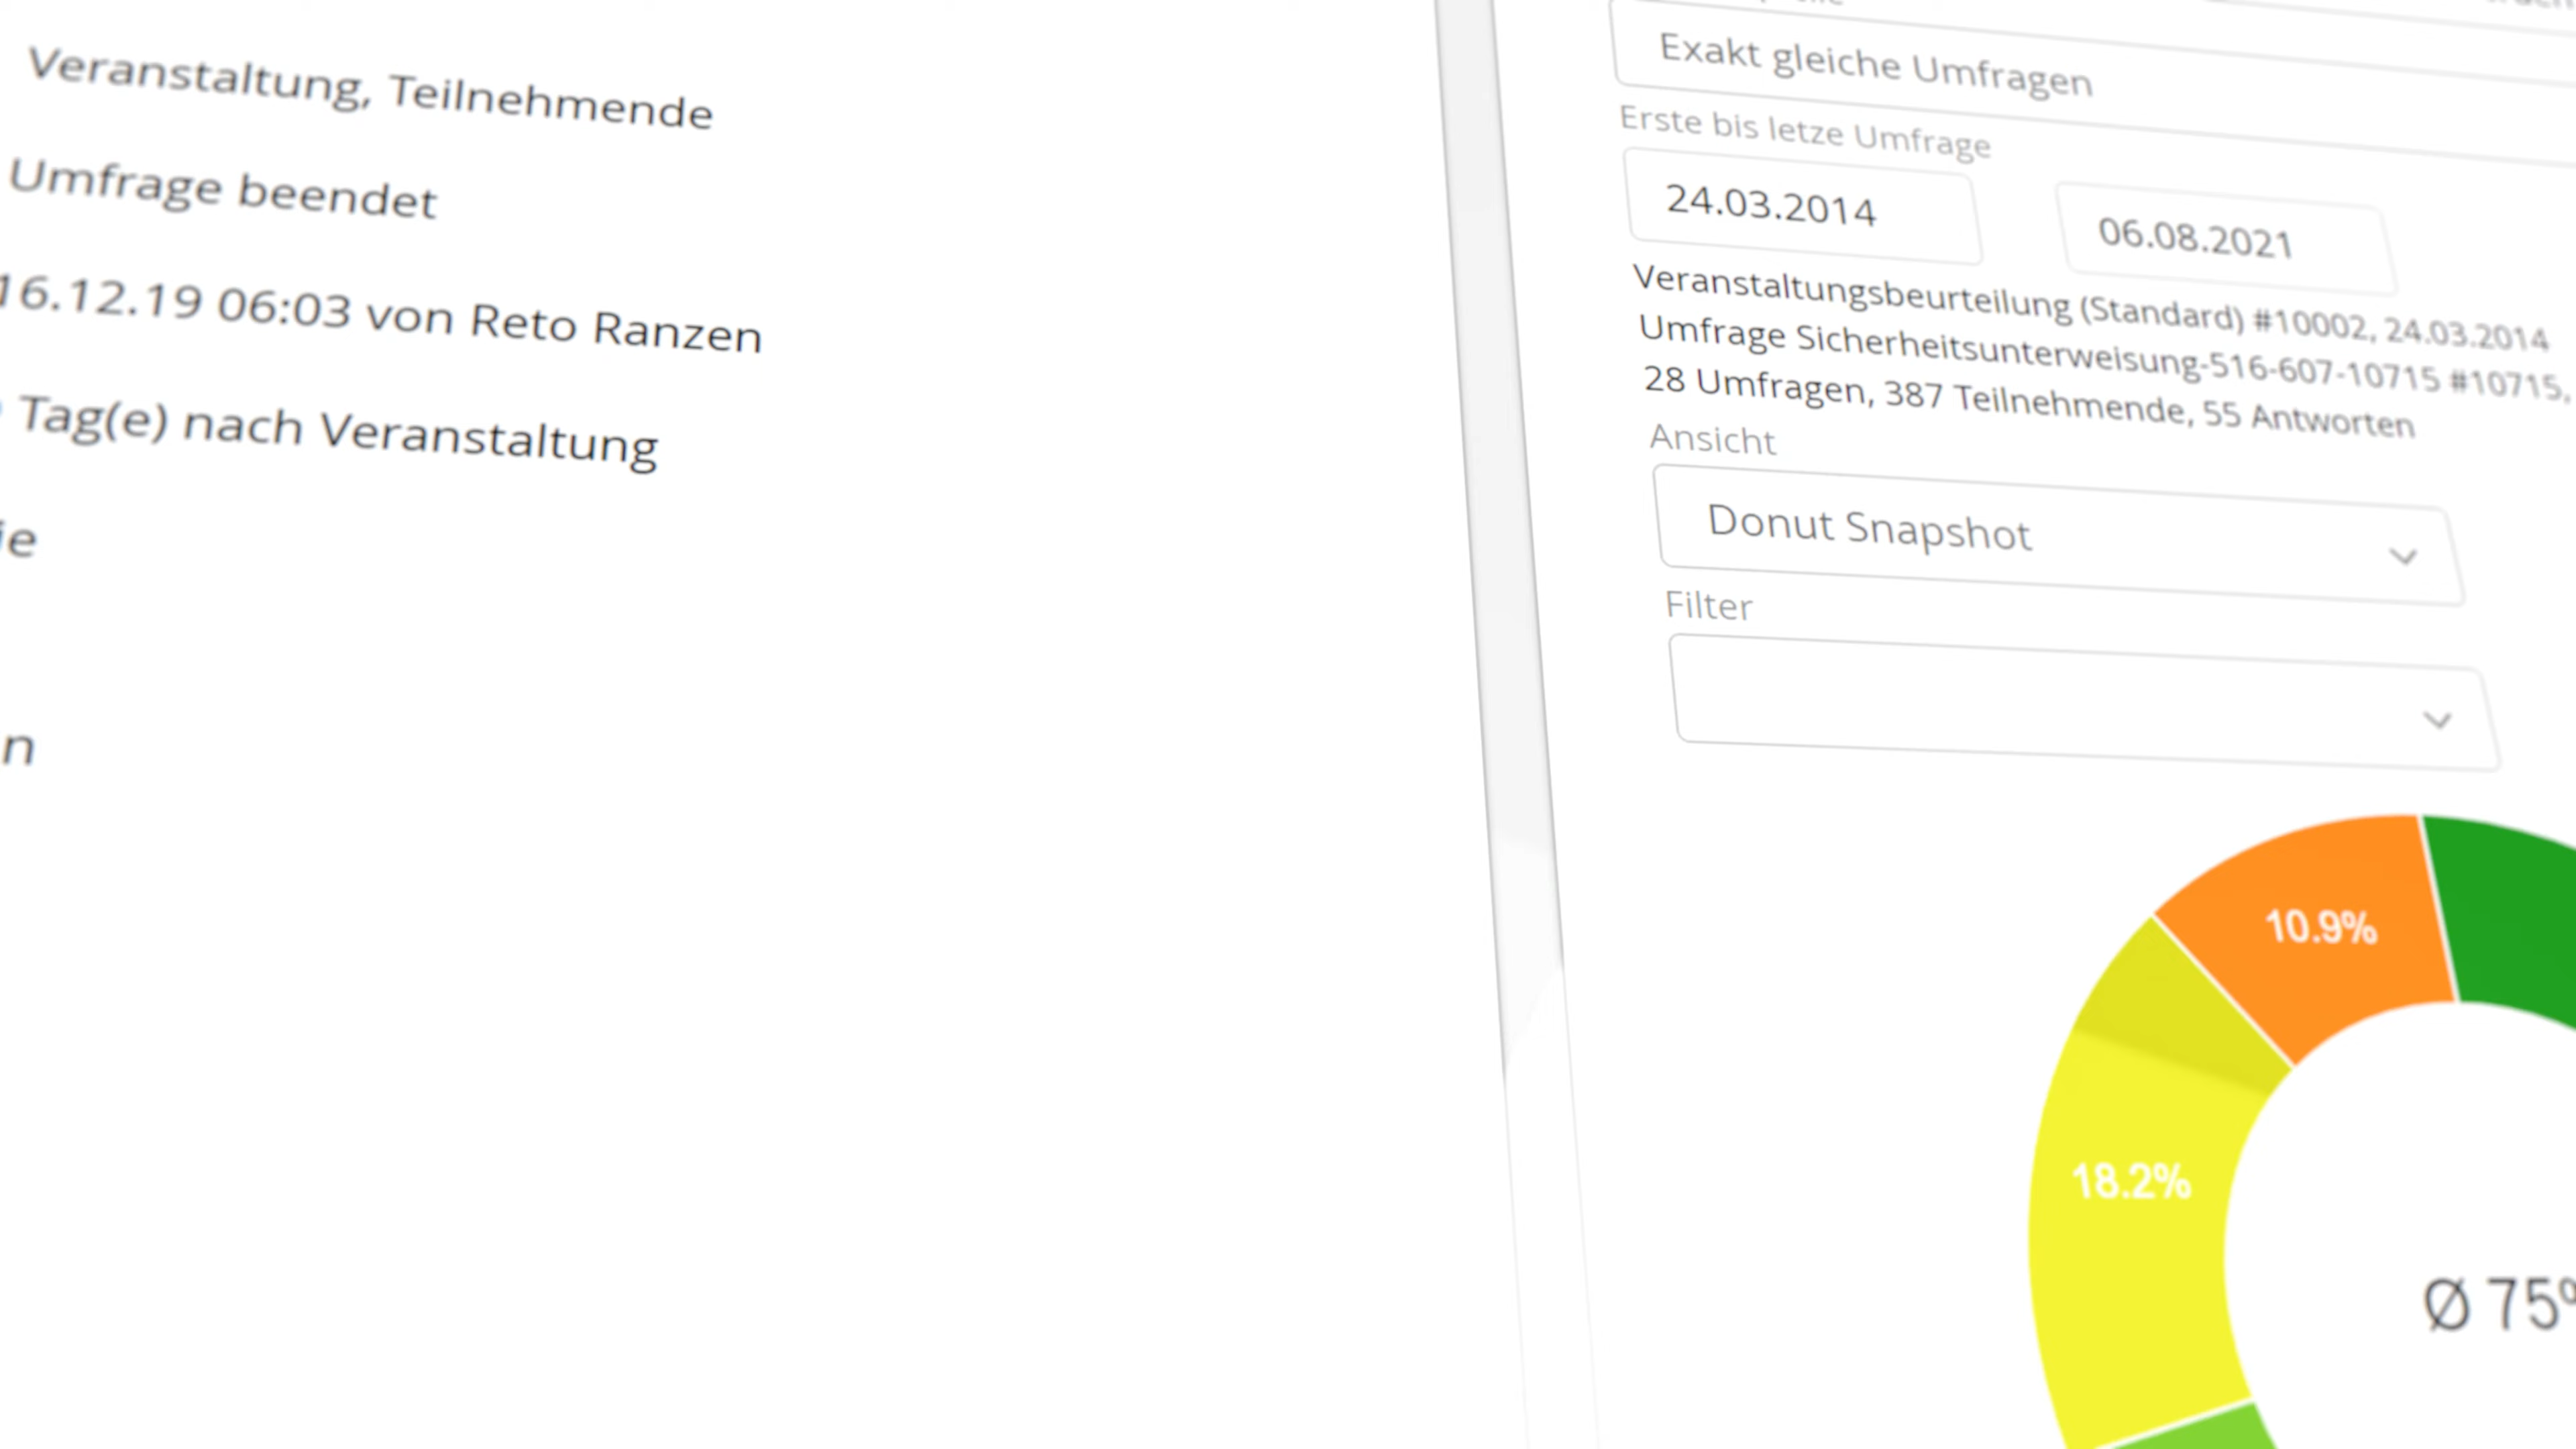 Veranstaltung, Teilnehmende
Umfrage beendet
16.12.19 06:03 von Reto Ranzen
Tag(e) nach Veranstaltung
Exakt gleiche Umfragen
Erste bis letze Umfrage
24.03.2014
06.08.2021
Veranstaltungsbeurteilung (Standard) #10002, 24.03.2014
Umfrage Sicherheitsunterweisung-516-607-10715 #10715,
28 Umfragen, 387 Teilnehmende, 55 Antworten
Ansicht
Donut Snapshot
Filter
10.9%
18.2%
Ø 75%